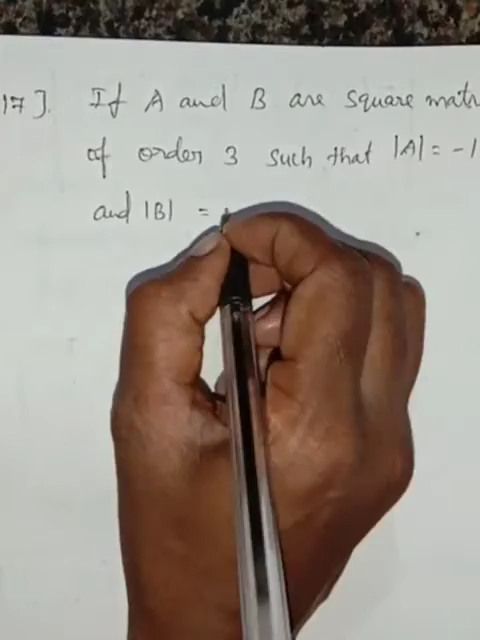 17]. If A and B are square matr
of order 3 such that |A| = -1
and |B| =